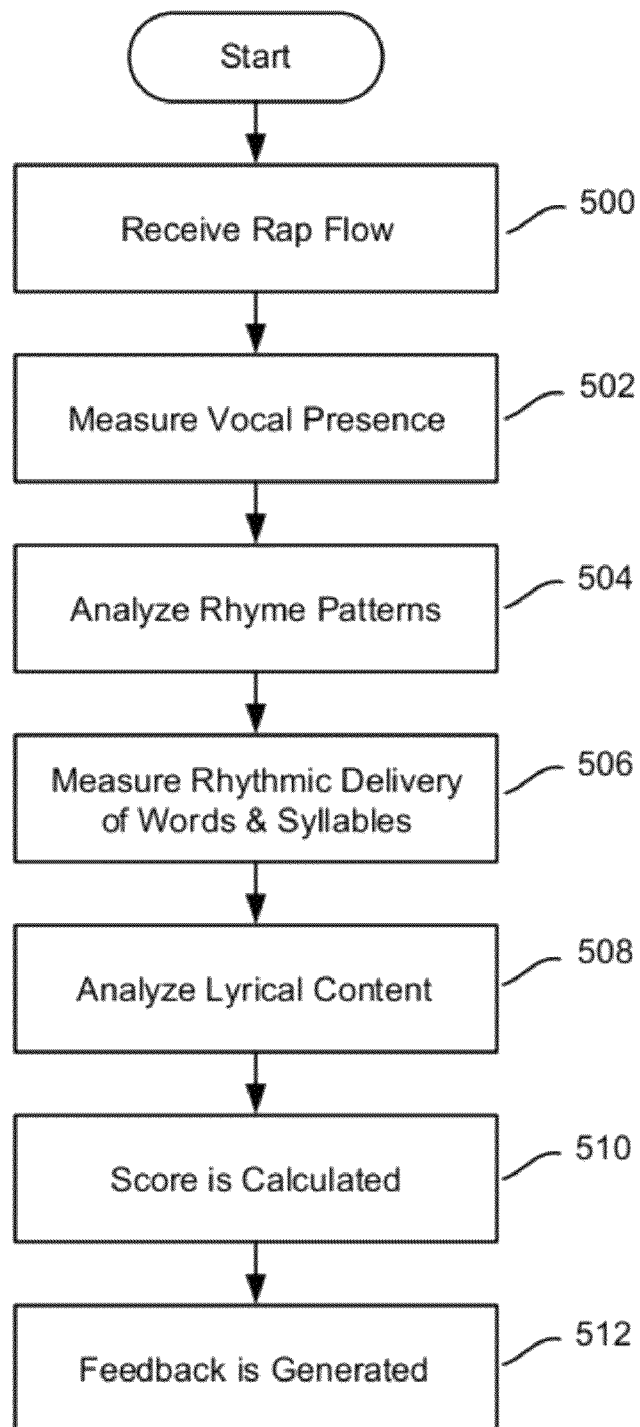 Start
Receive Rap Flow
500
Measure Vocal Presence
502
Analyze Rhyme Patterns
504
Measure Rhythmic Delivery
of Words & Syllables
506
Analyze Lyrical Content
508
Score is Calculated
510
Feedback is Generated
512